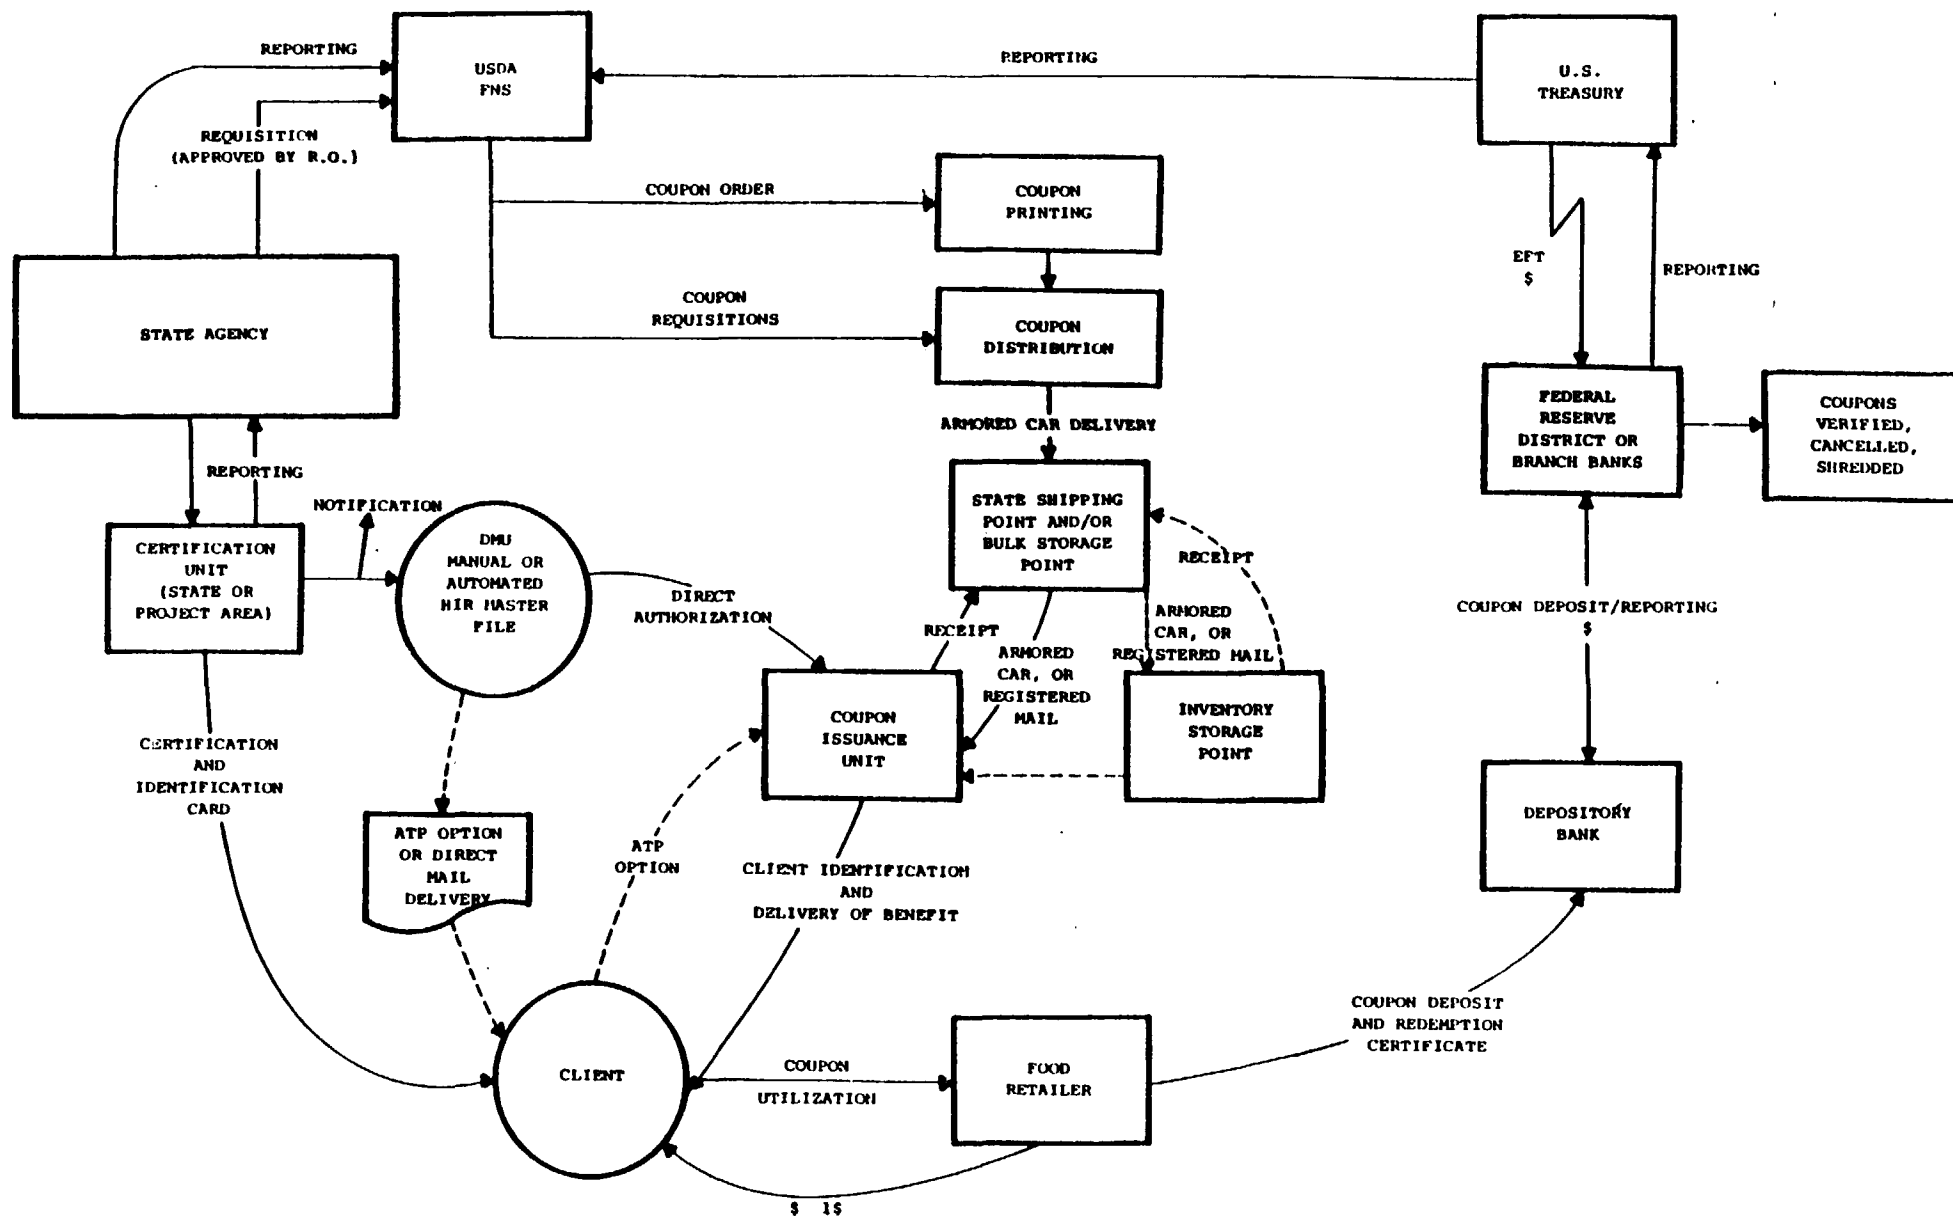 REPORTING
USDA
FNS
REPORTING
U.S.
TREASURY
REQUISITION
(APPROVED BY R.O.)
COUPON ORDER
COUPON
PRINTING
EFT
$
REPORTING
COUPON
REQUISITIONS
COUPON
DISTRIBUTION
STATE AGENCY
ARMORED CAR DELIVERY
FEDERAL
RESERVE
DISTRICT OR
BRANCH BANKS
COUPONS
VERIFIED,
CANCELLED,
SHREDDED
REPORTING
NOTIFICATION
STATE SHIPPING
POINT AND/OR
BULK STORAGE
POINT
RECEIPT
CERTIFICATION
UNIT
(STATE OR
PROJECT AREA)
DMU
MANUAL OR
AUTOMATED
HIR MASTER
FILE
DIRECT
AUTHORIZATION
RECEIPT
ARMORED
CAR, OR
REGISTERED
MAIL
ARMORED
CAR, OR
REGISTERED MAIL
COUPON DEPOSIT/REPORTING
$
COUPON
ISSUANCE
UNIT
INVENTORY
STORAGE
POINT
CERTIFICATION
AND
IDENTIFICATION
CARD
DEPOSITORY
BANK
ATP OPTION
OR DIRECT
MAIL
DELIVERY
ATP
OPTION
CLIENT IDENTIFICATION
AND
DELIVERY OF BENEFIT
COUPON DEPOSIT
AND REDEMPTION
CERTIFICATE
CLIENT
COUPON
UTILIZATION
FOOD
RETAILER
$ 1$